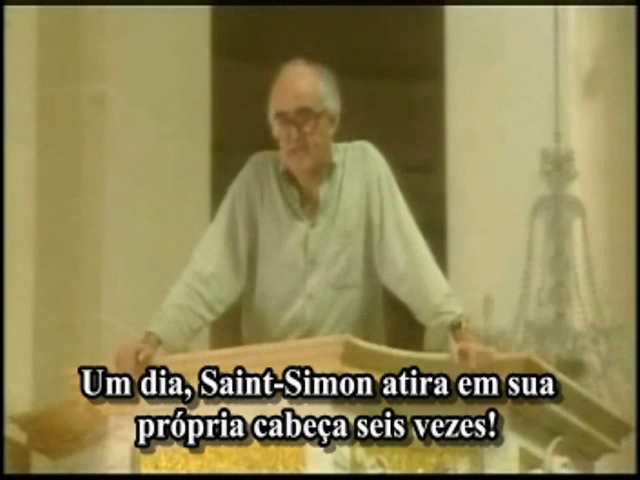 Um dia, Saint-Simon atira em sua
própria cabeça seis vezes!